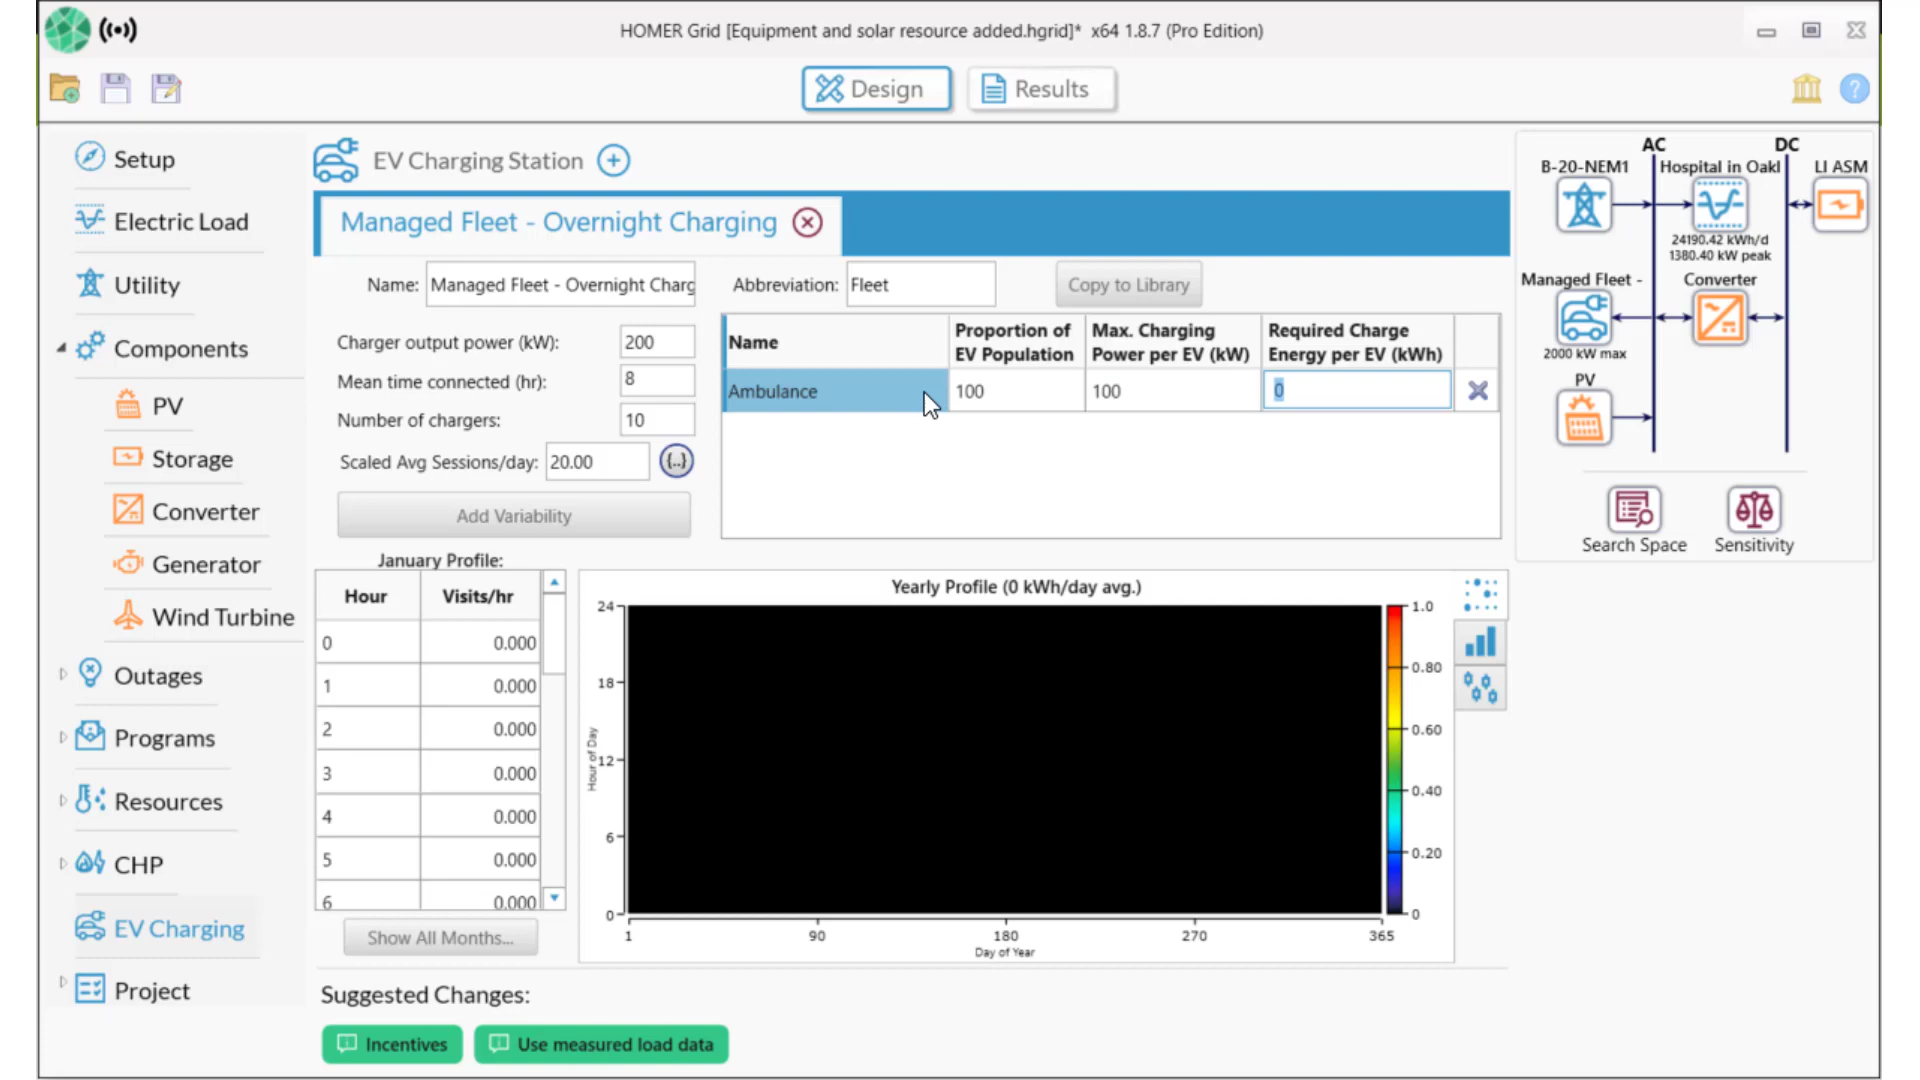 HOMER Grid [Equipment and solar resource added.hgrid]* x64 1.8.7 (Pro Edition)
Design
Results
Setup
Electric Load
Utility
Components
PV
Storage
Converter
Generator
Wind Turbine
Outages
Programs
Resources
CHP
EV Charging
Project
EV Charging Station
Managed Fleet - Overnight Charging
Name: Managed Fleet - Overnight Charg
Abbreviation: Fleet
Copy to Library
Charger output power (kW): 200
Mean time connected (hr): 8
Number of chargers: 10
Scaled Avg Sessions/day: 20.00 {..}
Add Variability
Name
Proportion of EV Population
Max. Charging Power per EV (kW)
Required Charge Energy per EV (kWh)
Ambulance 100 100 0
January Profile:
Hour Visits/hr
0 0.000
1 0.000
2 0.000
3 0.000
4 0.000
5 0.000
6 0.000
Show All Months...
Yearly Profile (0 kWh/day avg.)
24
18
12
6
0
Hour of Day
1 90 180 270 365
Day of Year
1.0
0.80
0.60
0.40
0.20
0
Suggested Changes:
Incentives
Use measured load data
AC DC
B-20-NEM1 Hospital in Oakl LI ASM
24190.42 kWh/d
1380.40 kW peak
Managed Fleet - Converter
2000 kW max
PV
Search Space Sensitivity